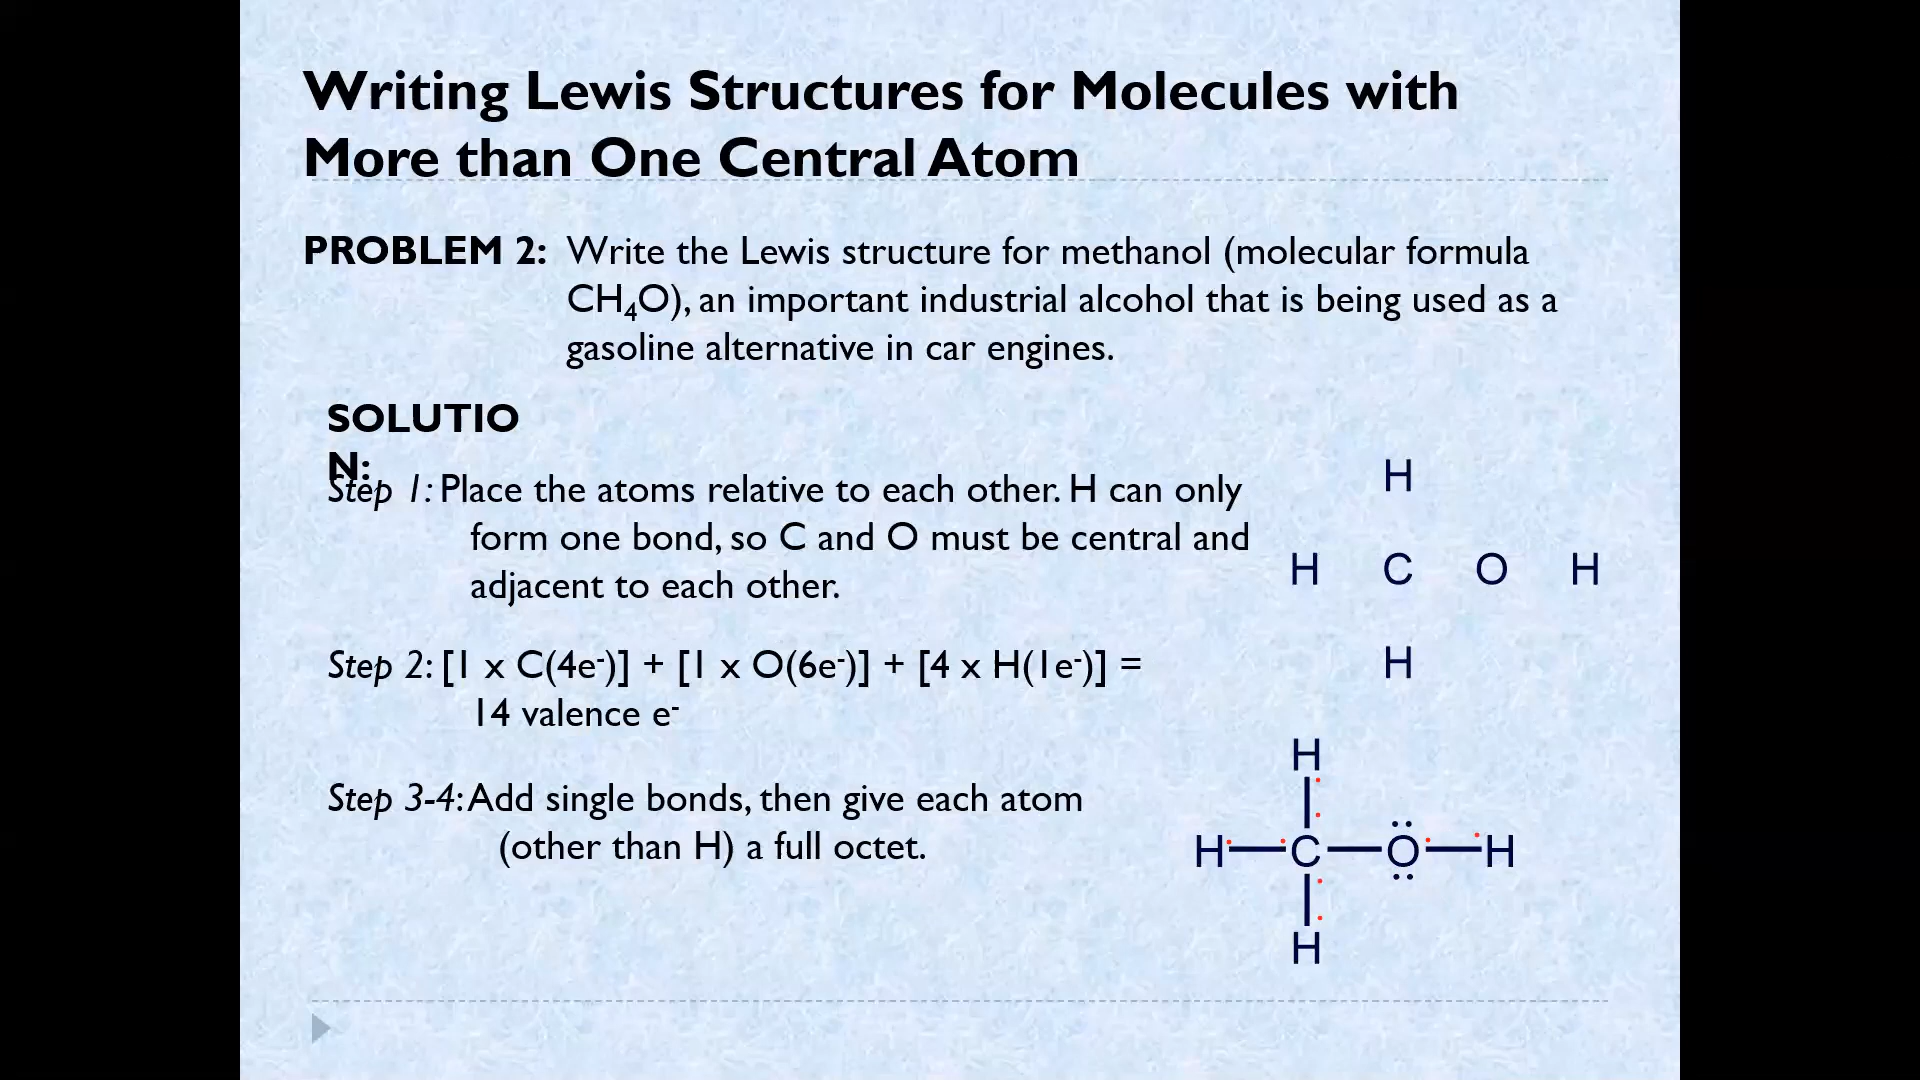 Writing Lewis Structures for Molecules with
More than One Central Atom
PROBLEM 2: Write the Lewis structure for methanol (molecular formula
CH₄O), an important industrial alcohol that is being used as a
gasoline alternative in car engines.
SOLUTIO
N:
Step 1: Place the atoms relative to each other. H can only
form one bond, so C and O must be central and
adjacent to each other.
H
H C O H
H
Step 2: [1 x C(4e⁻)] + [1 x O(6e⁻)] + [4 x H(1e⁻)] =
14 valence e⁻
Step 3-4: Add single bonds, then give each atom
(other than H) a full octet.
H
H C O H
H